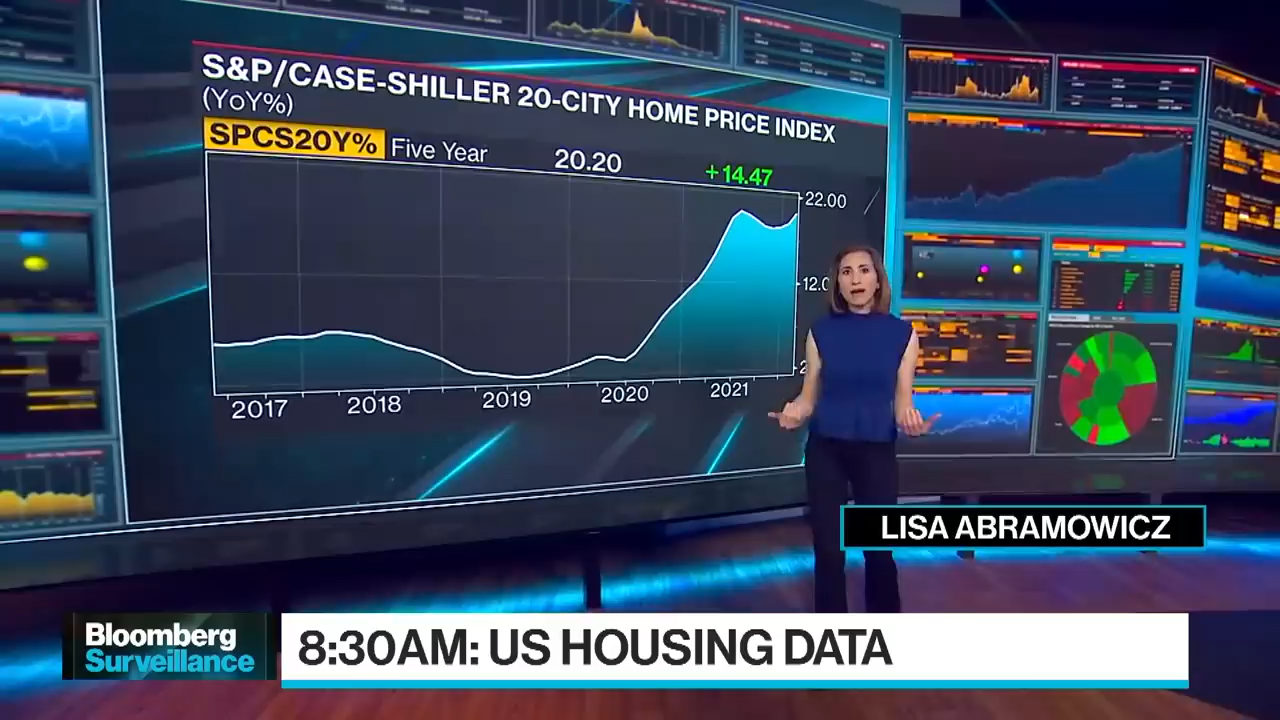 S&P/CASE-SHILLER 20-CITY HOME PRICE INDEX
(YoY%)
SPCS20Y% Five Year 20.20 +14.47
22.00
12.0
2
2017 2018 2019 2020 2021
LISA ABRAMOWICZ
Bloomberg
Surveillance
8:30AM: US HOUSING DATA